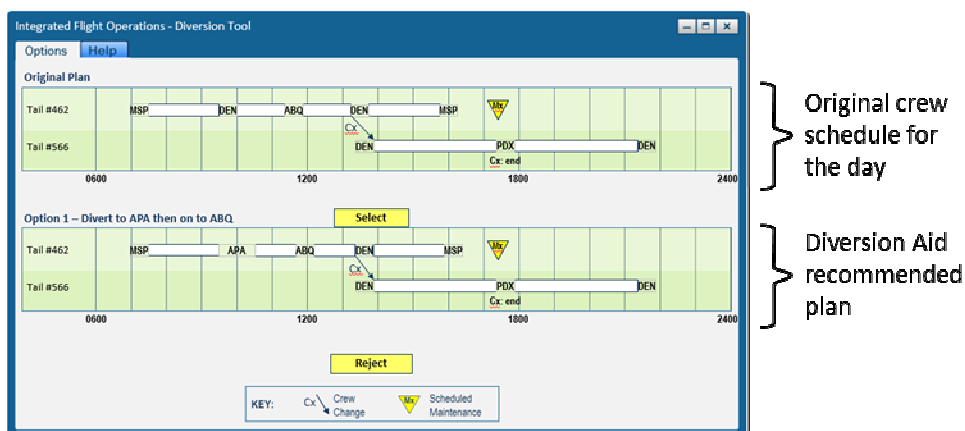 Integrated Flight Operations - Diversion Tool
Options Help
Original Plan
Tail #462 MSP DEN ABQ DEN MSP Mx
Cx
Tail #566 DEN PDX DEN
Cx: end
0600 1200 1800 2400
Original crew
schedule for
the day
Option 1 – Divert to APA then on to ABQ Select
Tail #462 MSP APA ABQ DEN MSP Mx
Cx
Tail #566 DEN PDX DEN
Cx: end
0600 1200 1800 2400
Diversion Aid
recommended
plan
Reject
KEY: Cx Crew Change Mx Scheduled Maintenance